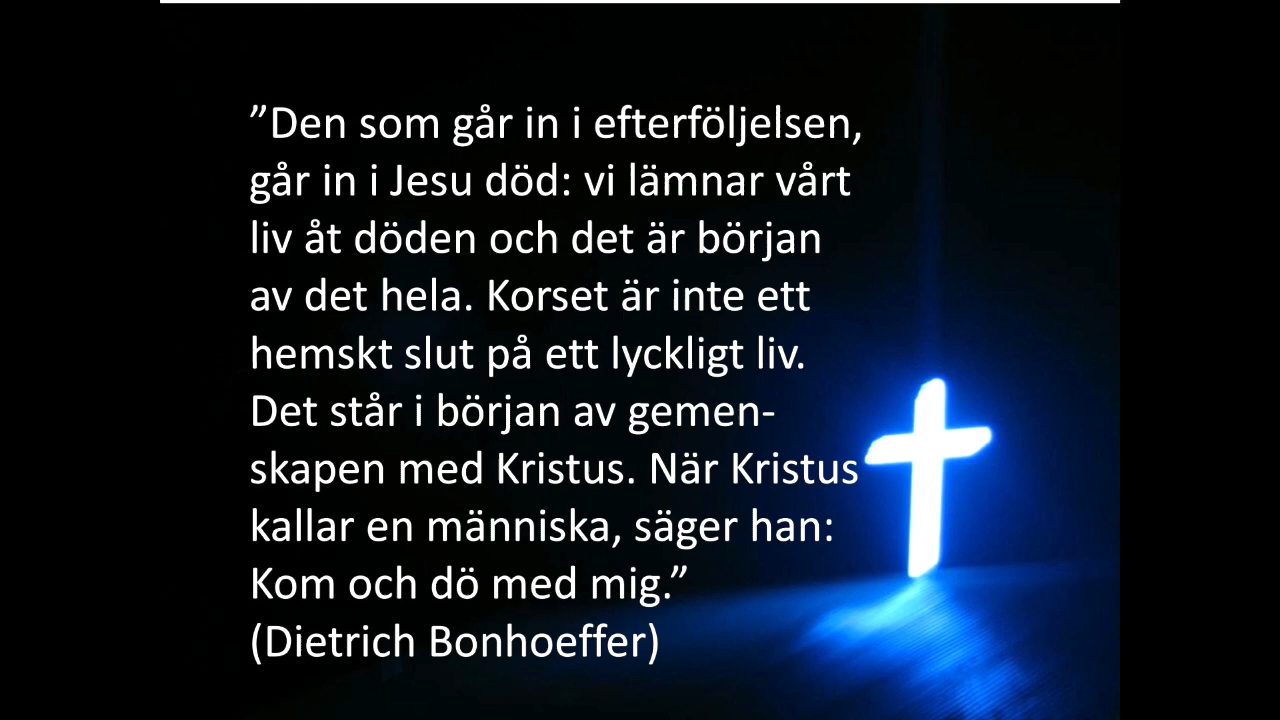 ”Den som går in i efterföljelsen,
går in i Jesu död: vi lämnar vårt
liv åt döden och det är början
av det hela. Korset är inte ett
hemskt slut på ett lyckligt liv.
Det står i början av gemen-
skapen med Kristus. När Kristus
kallar en människa, säger han:
Kom och dö med mig.”
(Dietrich Bonhoeffer)